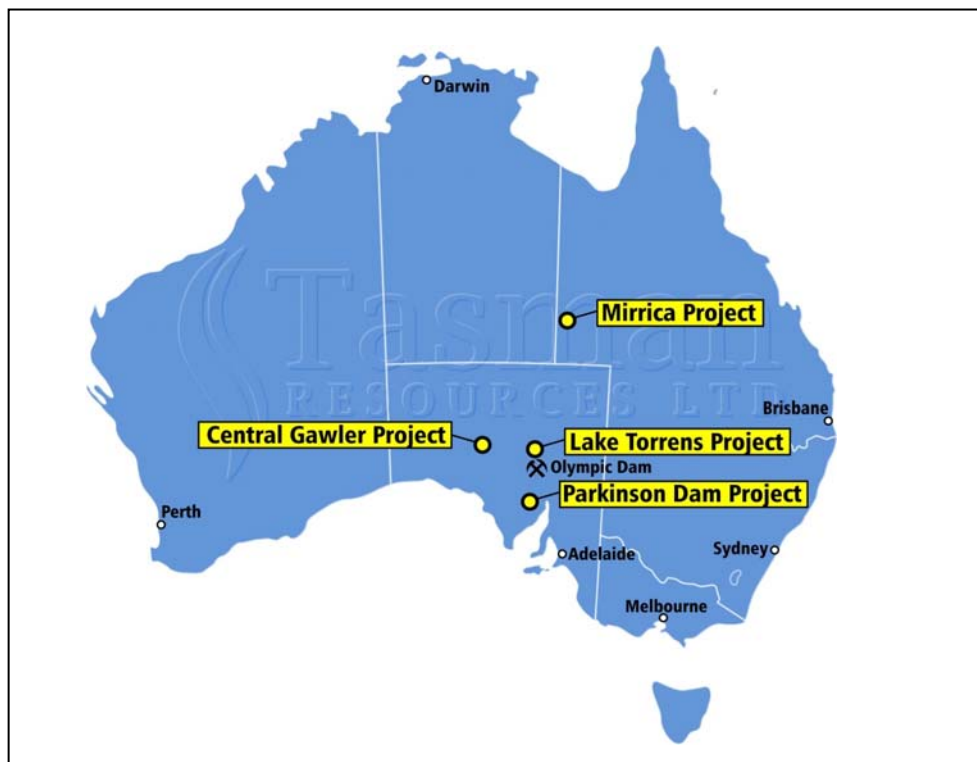 Darwin
Mirrica Project
Tasman
RESOURCES LTD
Brisbane
Central Gawler Project
Lake Torrens Project
Olympic Dam
Parkinson Dam Project
Perth
Adelaide
Sydney
Melbourne